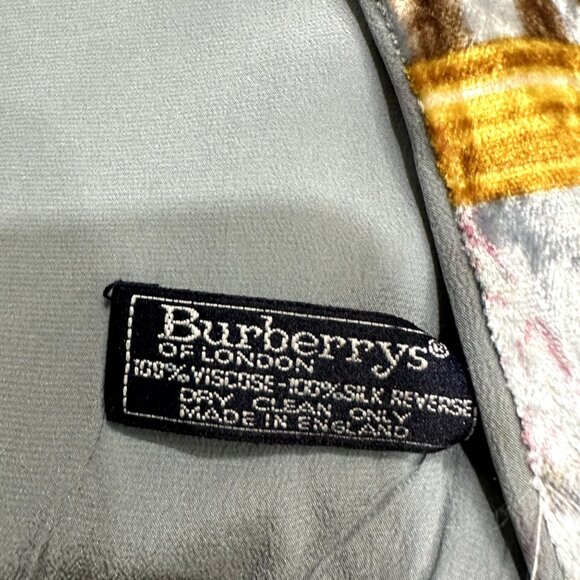 Burberrys®
OF LONDON
100% VISCOSE - 100% SILK REVERSE
DRY CLEAN ONLY
MADE IN ENGLAND